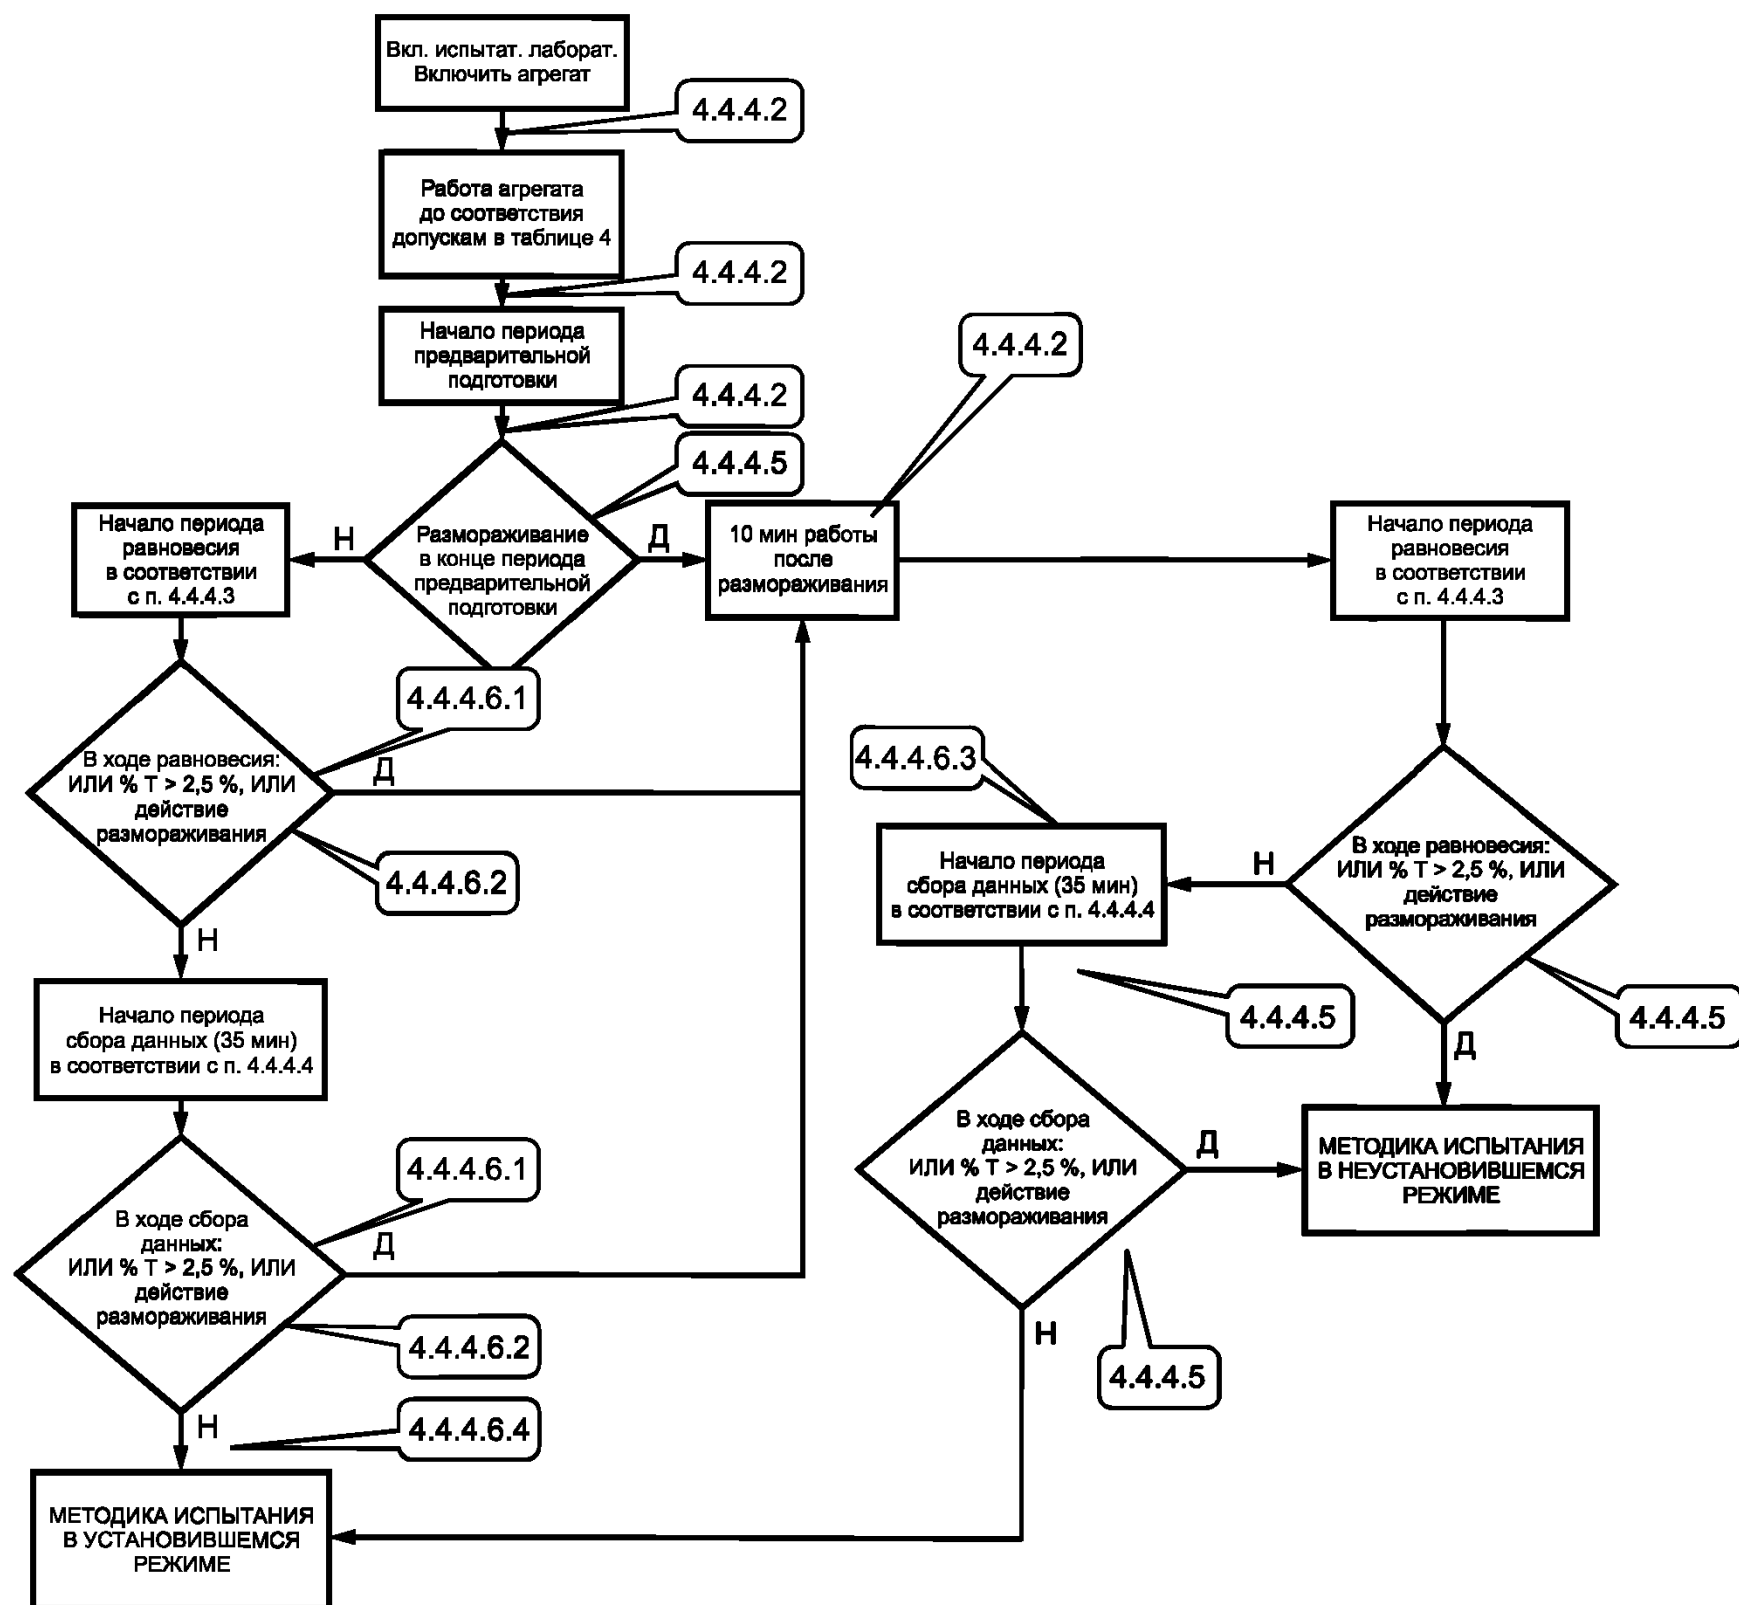 Вкл. испытат. лаборат.
Включить агрегат
4.4.4.2
Работа агрегата
до соответствия
допускам в таблице 4
4.4.4.2
Начало периода
предварительной
подготовки
4.4.4.2
4.4.4.2
4.4.4.5
Начало периода
равновесия
в соответствии
с п. 4.4.4.3
Н
Размораживание
в конце периода
предварительной
подготовки
Д
10 мин работы
после
размораживания
Начало периода
равновесия
в соответствии
с п. 4.4.4.3
4.4.4.6.1
В ходе равновесия:
ИЛИ % Т > 2,5 %, ИЛИ
действие
размораживания
Д
4.4.4.6.2
Н
4.4.4.6.3
Начало периода
сбора данных (35 мин)
в соответствии с п. 4.4.4.4
Н
В ходе равновесия:
ИЛИ % Т > 2,5 %, ИЛИ
действие
размораживания
4.4.4.5
4.4.4.5
Д
Начало периода
сбора данных (35 мин)
в соответствии с п. 4.4.4.4
4.4.4.6.1
В ходе сбора
данных:
ИЛИ % Т > 2,5 %, ИЛИ
действие
размораживания
Д
4.4.4.6.2
Н
4.4.4.6.4
В ходе сбора
данных:
ИЛИ % Т > 2,5 %, ИЛИ
действие
размораживания
Д
МЕТОДИКА ИСПЫТАНИЯ
В НЕУСТАНОВИВШЕМСЯ
РЕЖИМЕ
Н
4.4.4.5
МЕТОДИКА ИСПЫТАНИЯ
В УСТАНОВИВШЕМСЯ
РЕЖИМЕ